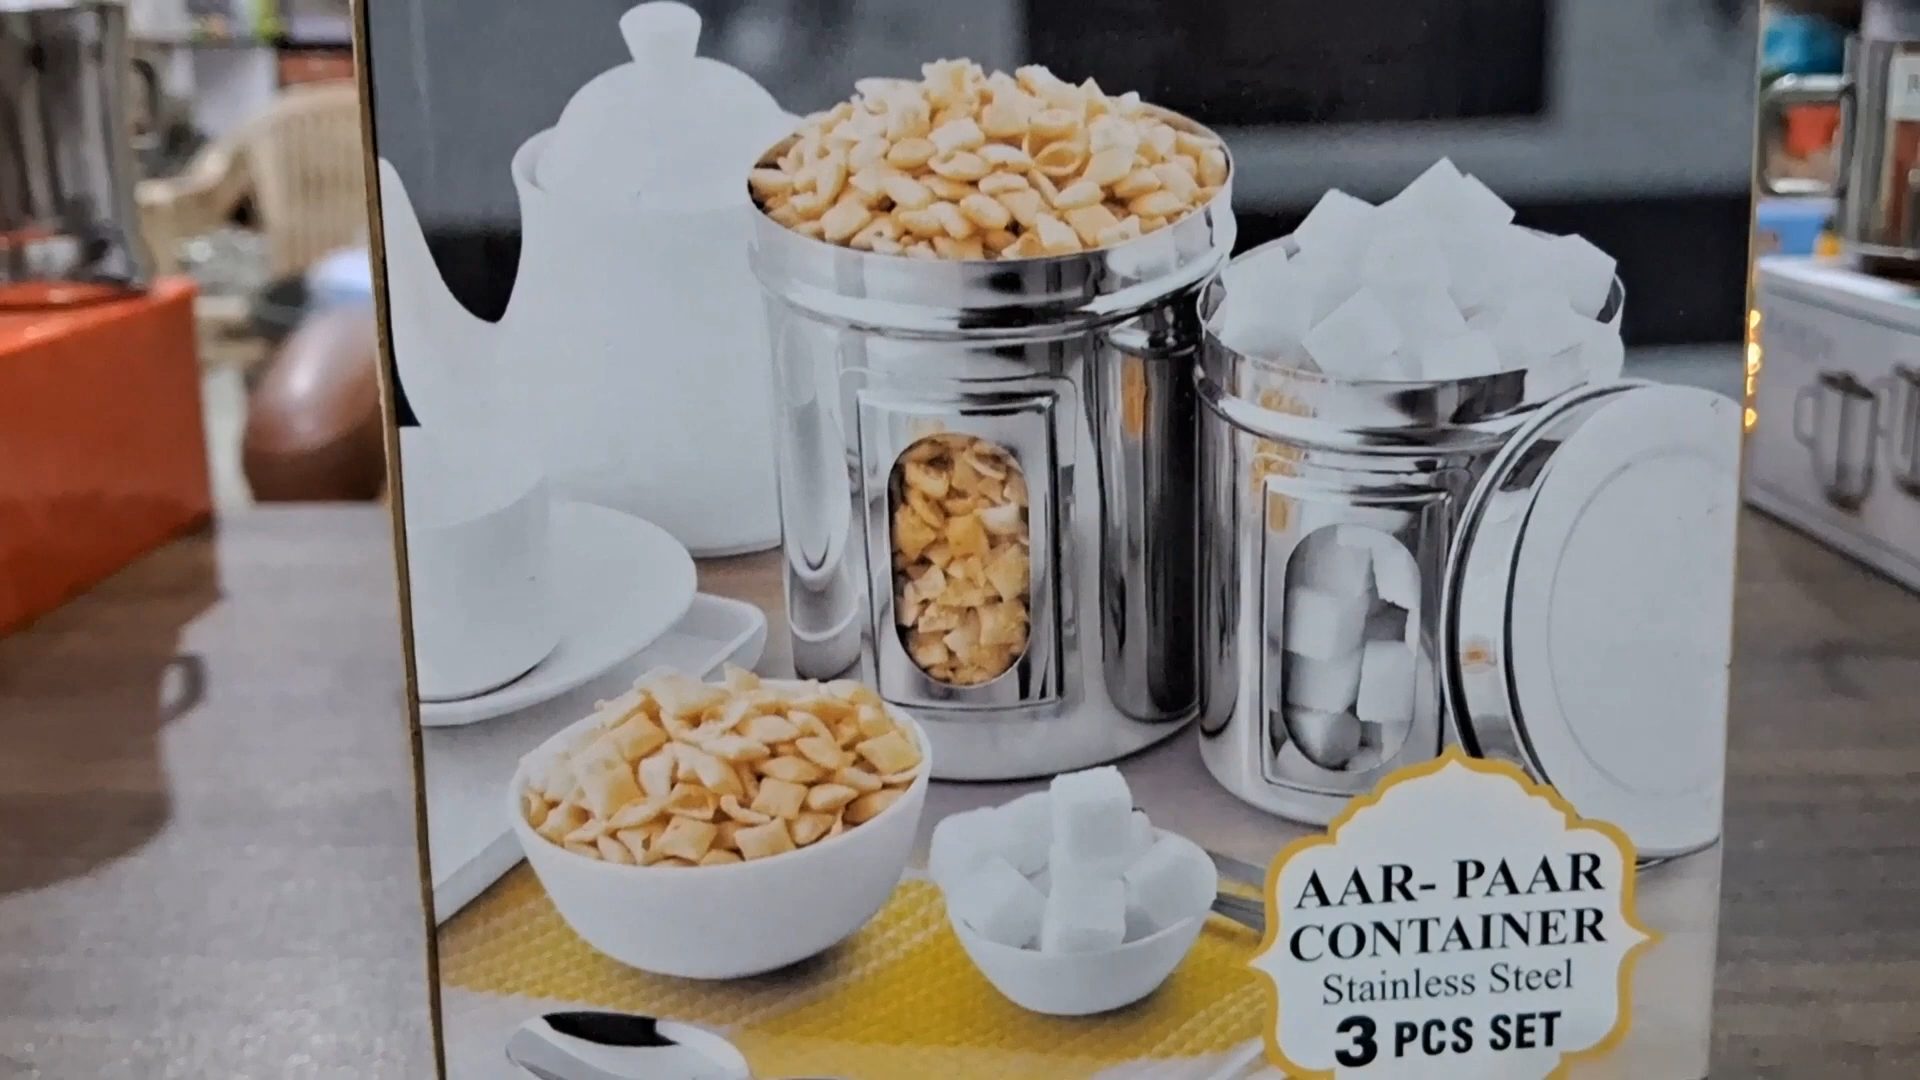 AAR- PAAR
CONTAINER
Stainless Steel
3 PCS SET